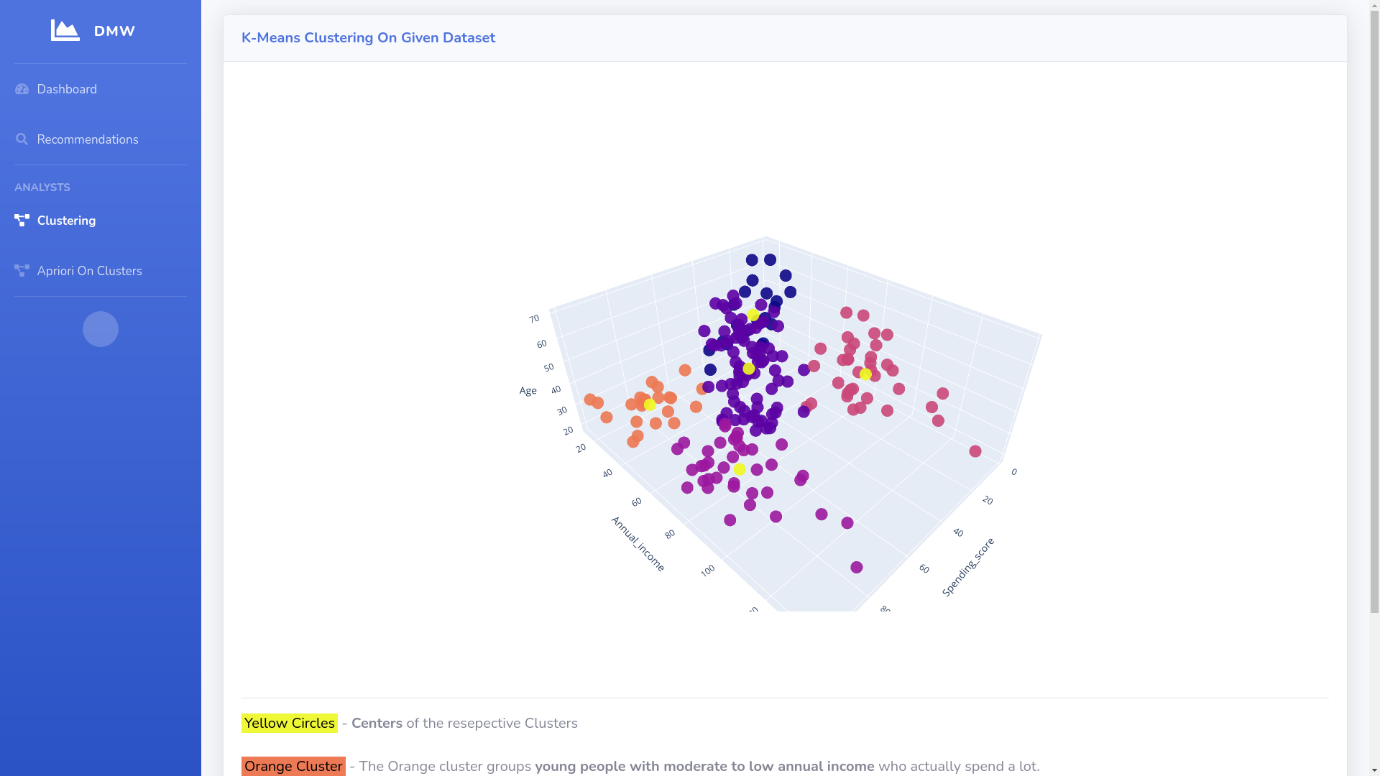 DMW
Dashboard
Recommendations
ANALYSTS
Clustering
Apriori On Clusters
K-Means Clustering On Given Dataset
70
60
50
Age
40
30
20
20
40
60
80
100
Annual_income
0
20
40
60
Spending_score
Yellow Circles - Centers of the resepective Clusters
Orange Cluster - The Orange cluster groups young people with moderate to low annual income who actually spend a lot.